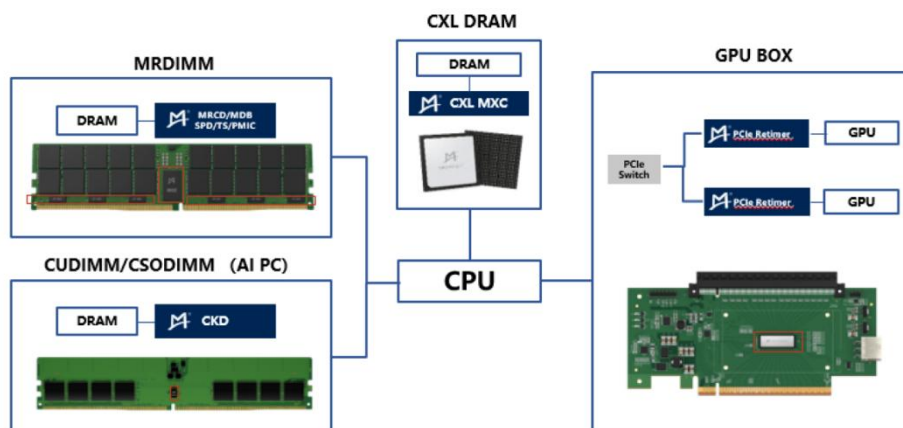 MRDIMM
DRAM
MRCD/MDB
SPD/TS/PMIC
CUDIMM/CSODIMM （AI PC）
DRAM
CKD
CXL DRAM
DRAM
CXL MXC
CPU
GPU BOX
PCIe
Switch
PCIe Retimer
GPU
PCIe Retimer
GPU